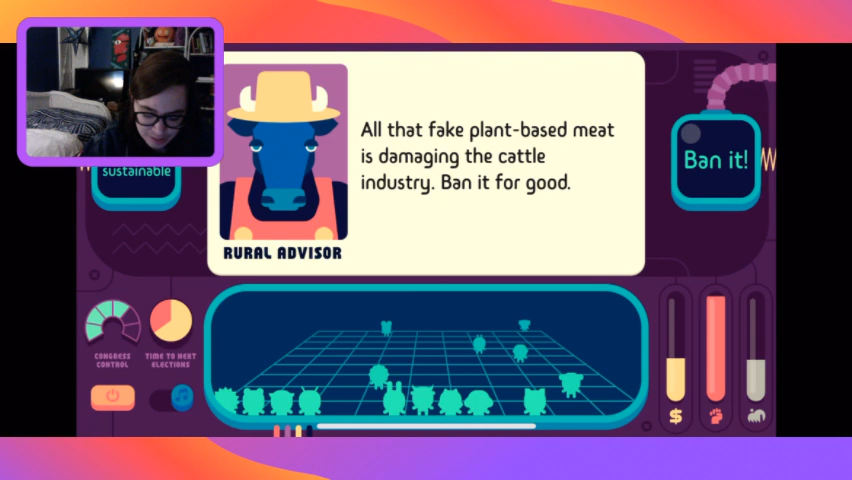 All that fake plant-based meat
is damaging the cattle
industry. Ban it for good.
RURAL ADVISOR
sustainable
Ban it!
CONGRESS
CONTROL
TIME TO NEXT
ELECTIONS
$